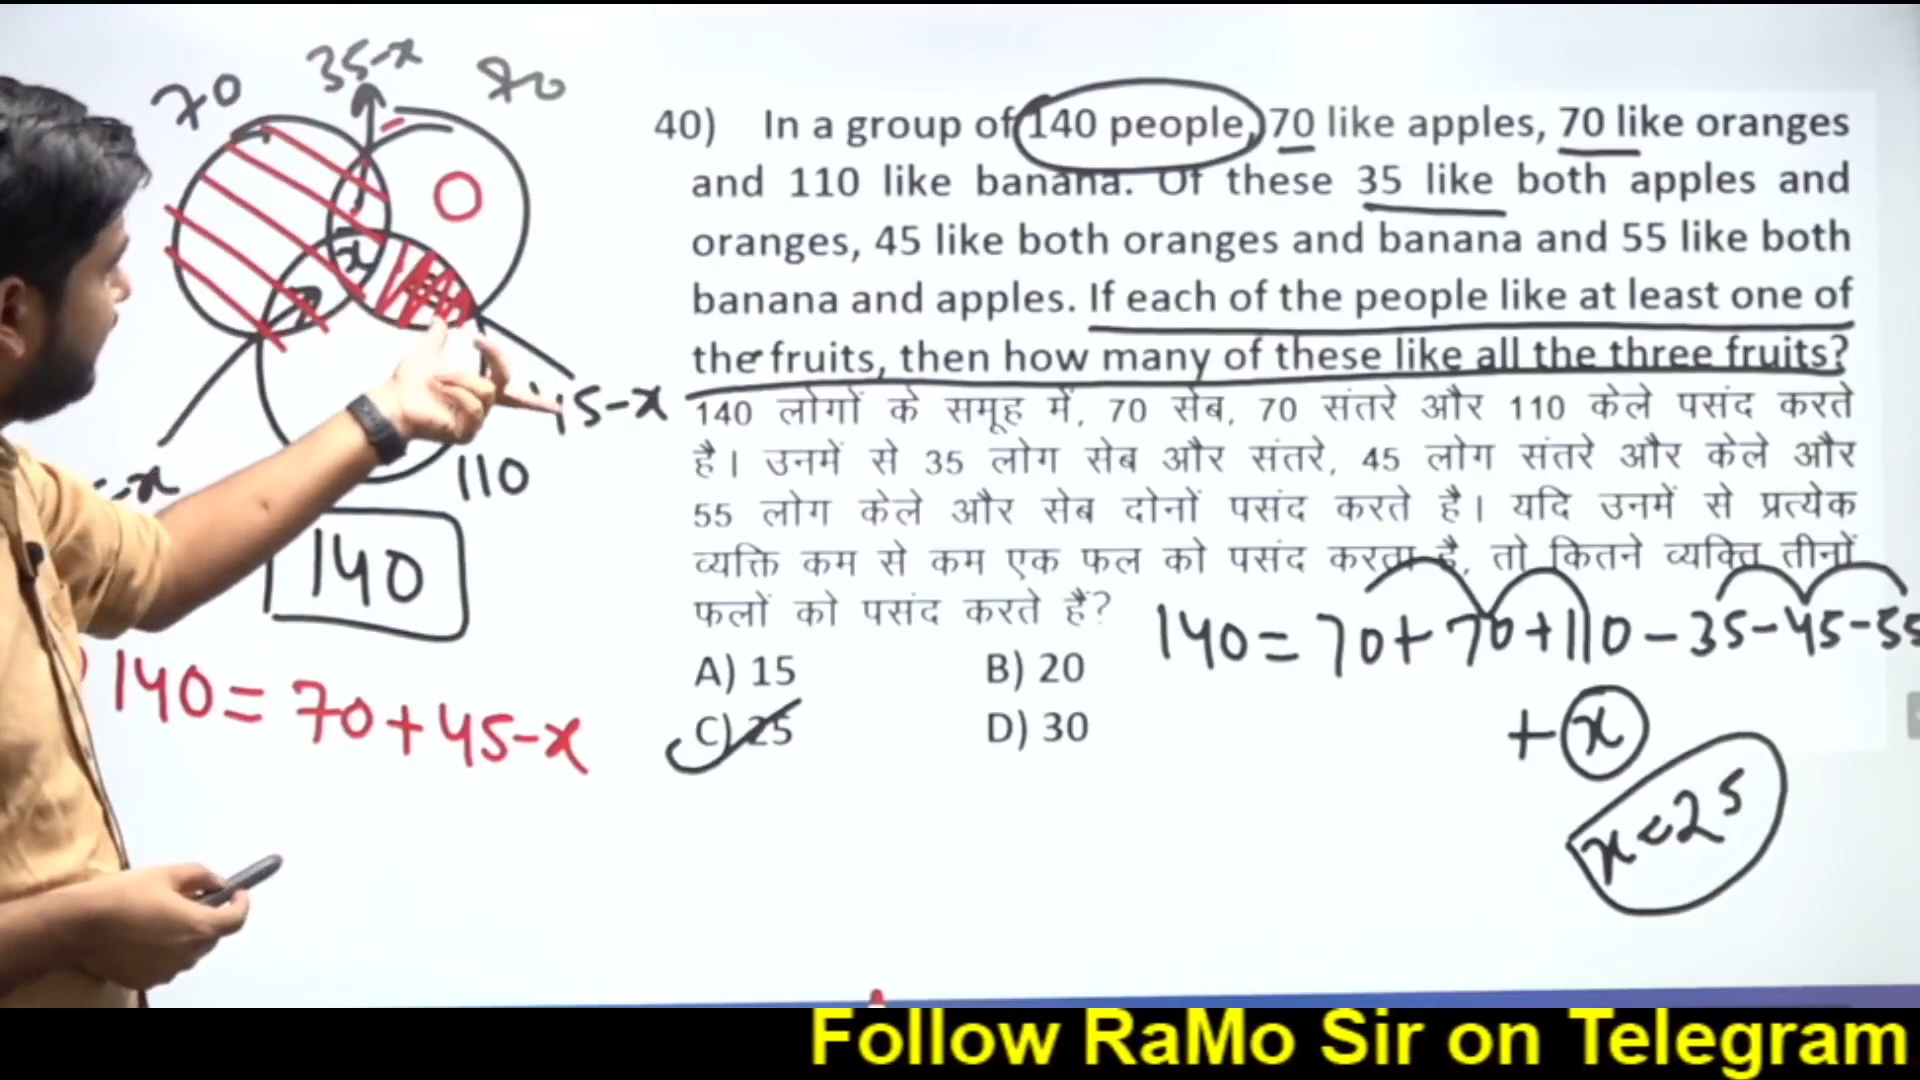 70
35-x
70
40) In a group of 140 people, 70 like apples, 70 like oranges
and 110 like banana. Of these 35 like both apples and
oranges, 45 like both oranges and banana and 55 like both
banana and apples. If each of the people like at least one of
the fruits, then how many of these like all the three fruits?
x
5-x
-x
110
140
140 = 70+45-x
140 लोगों के समूह में, 70 सेब, 70 संतरे और 110 केले पसंद करते
है। उनमें से 35 लोग सेब और संतरे, 45 लोग संतरे और केले और
55 लोग केले और सेब दोनों पसंद करते है। यदि उनमें से प्रत्येक
व्यक्ति कम से कम एक फल को पसंद करता है, तो कितने व्यक्ति तीनों
फलों को पसंद करते हैं?
140 = 70+70+110-35-45-55
+x
x=25
A) 15 B) 20
C) 25 D) 30
Follow RaMo Sir on Telegram